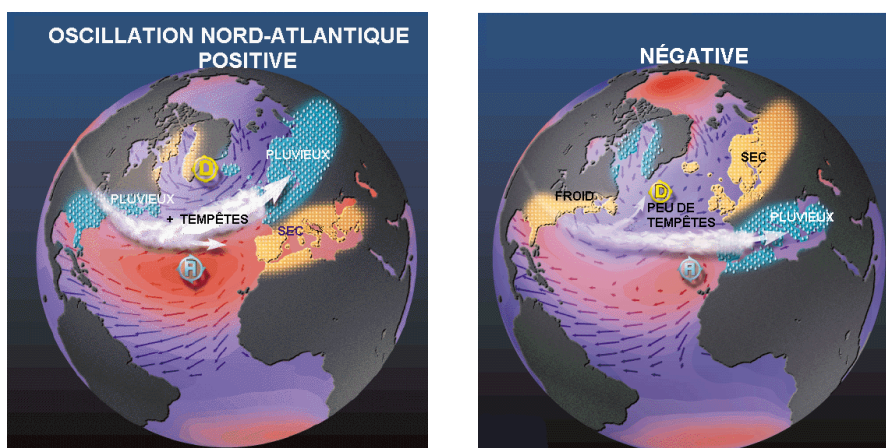 OSCILLATION NORD-ATLANTIQUE
POSITIVE
PLUVIEUX
D
PLUVIEUX
+ TEMPÊTES
SEC
A
NÉGATIVE
SEC
FROID
D
PEU DE
TEMPÊTES
PLUVIEUX
A